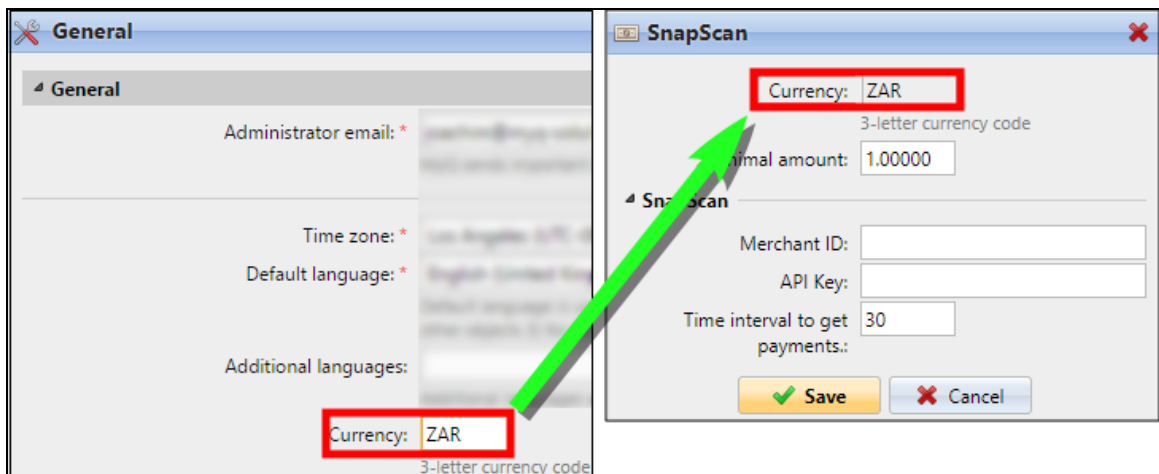 General
General
Administrator email: *
Time zone: *
Default language: *
Additional languages:
Currency: ZAR
3-letter currency code
SnapScan
Currency: ZAR
3-letter currency code
amount: 1.00000
SnapScan
Merchant ID:
API Key:
Time interval to get 30
payments.:
Save Cancel